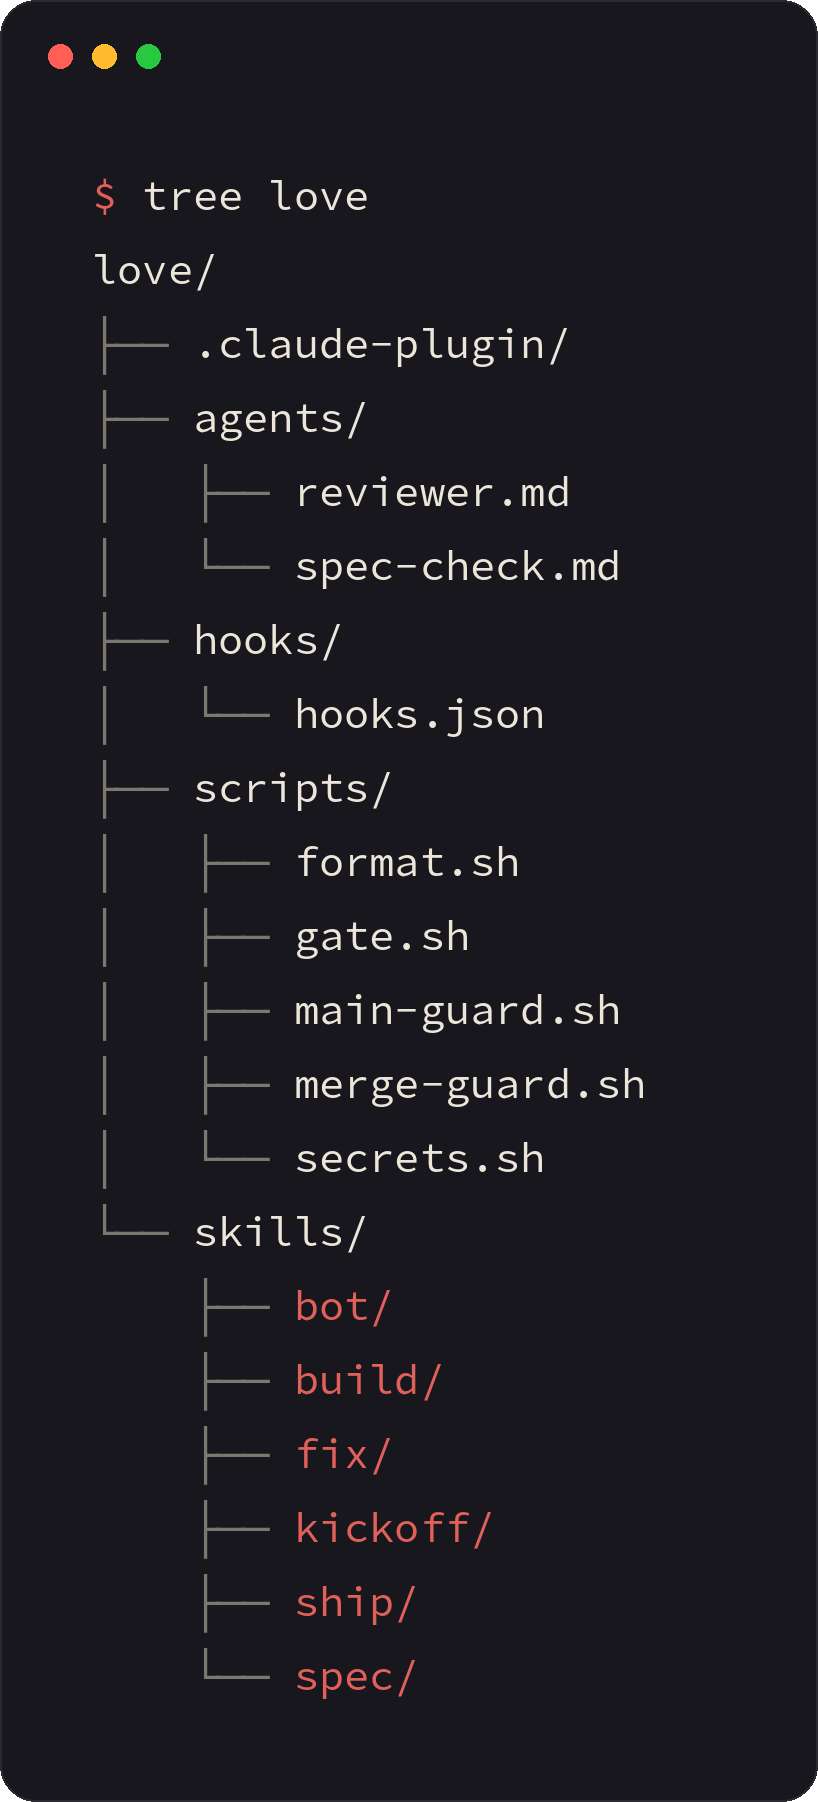 $ tree love
love/
├── .claude-plugin/
├── agents/
│   ├── reviewer.md
│   └── spec-check.md
├── hooks/
│   └── hooks.json
├── scripts/
│   ├── format.sh
│   ├── gate.sh
│   ├── main-guard.sh
│   ├── merge-guard.sh
│   └── secrets.sh
└── skills/
    ├── bot/
    ├── build/
    ├── fix/
    ├── kickoff/
    ├── ship/
    └── spec/